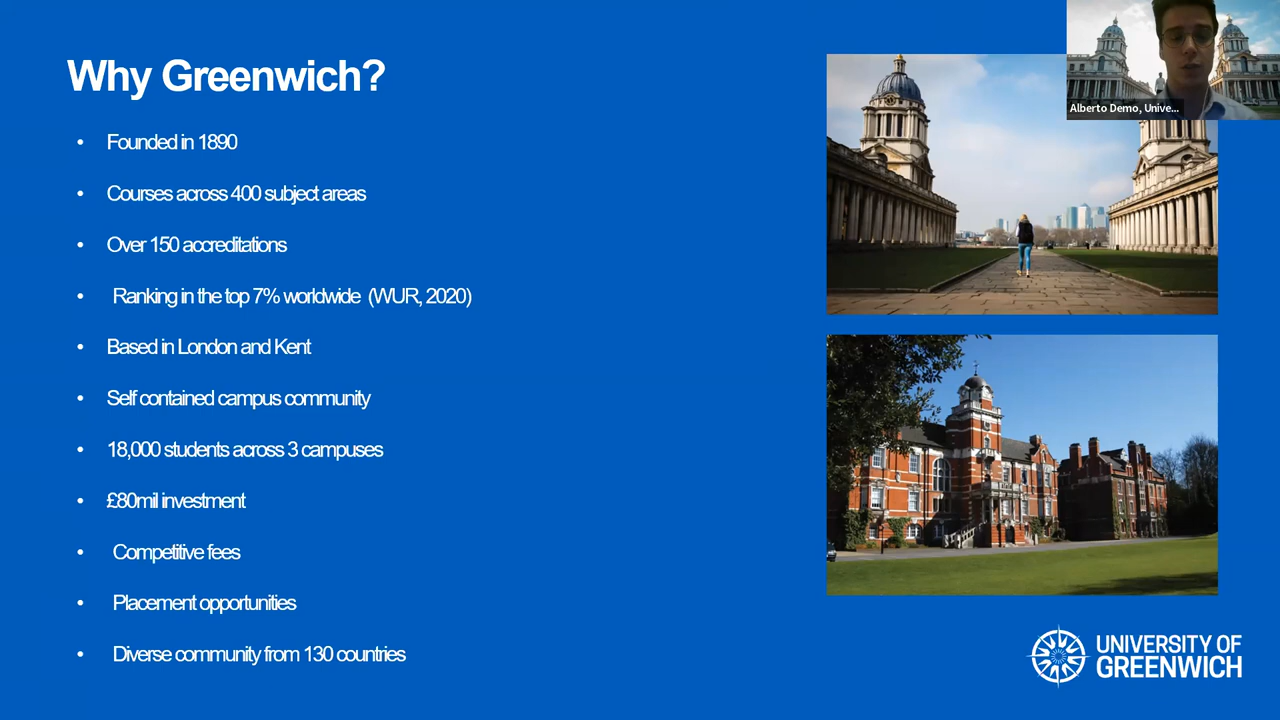 Why Greenwich?
• Founded in 1890
• Courses across 400 subject areas
• Over 150 accreditations
• Ranking in the top 7% worldwide (WUR, 2020)
• Based in London and Kent
• Self contained campus community
• 18,000 students across 3 campuses
• £80mil investment
• Competitive fees
• Placement opportunities
• Diverse community from 130 countries
Alberto Demo, Unive...
UNIVERSITY OF
GREENWICH